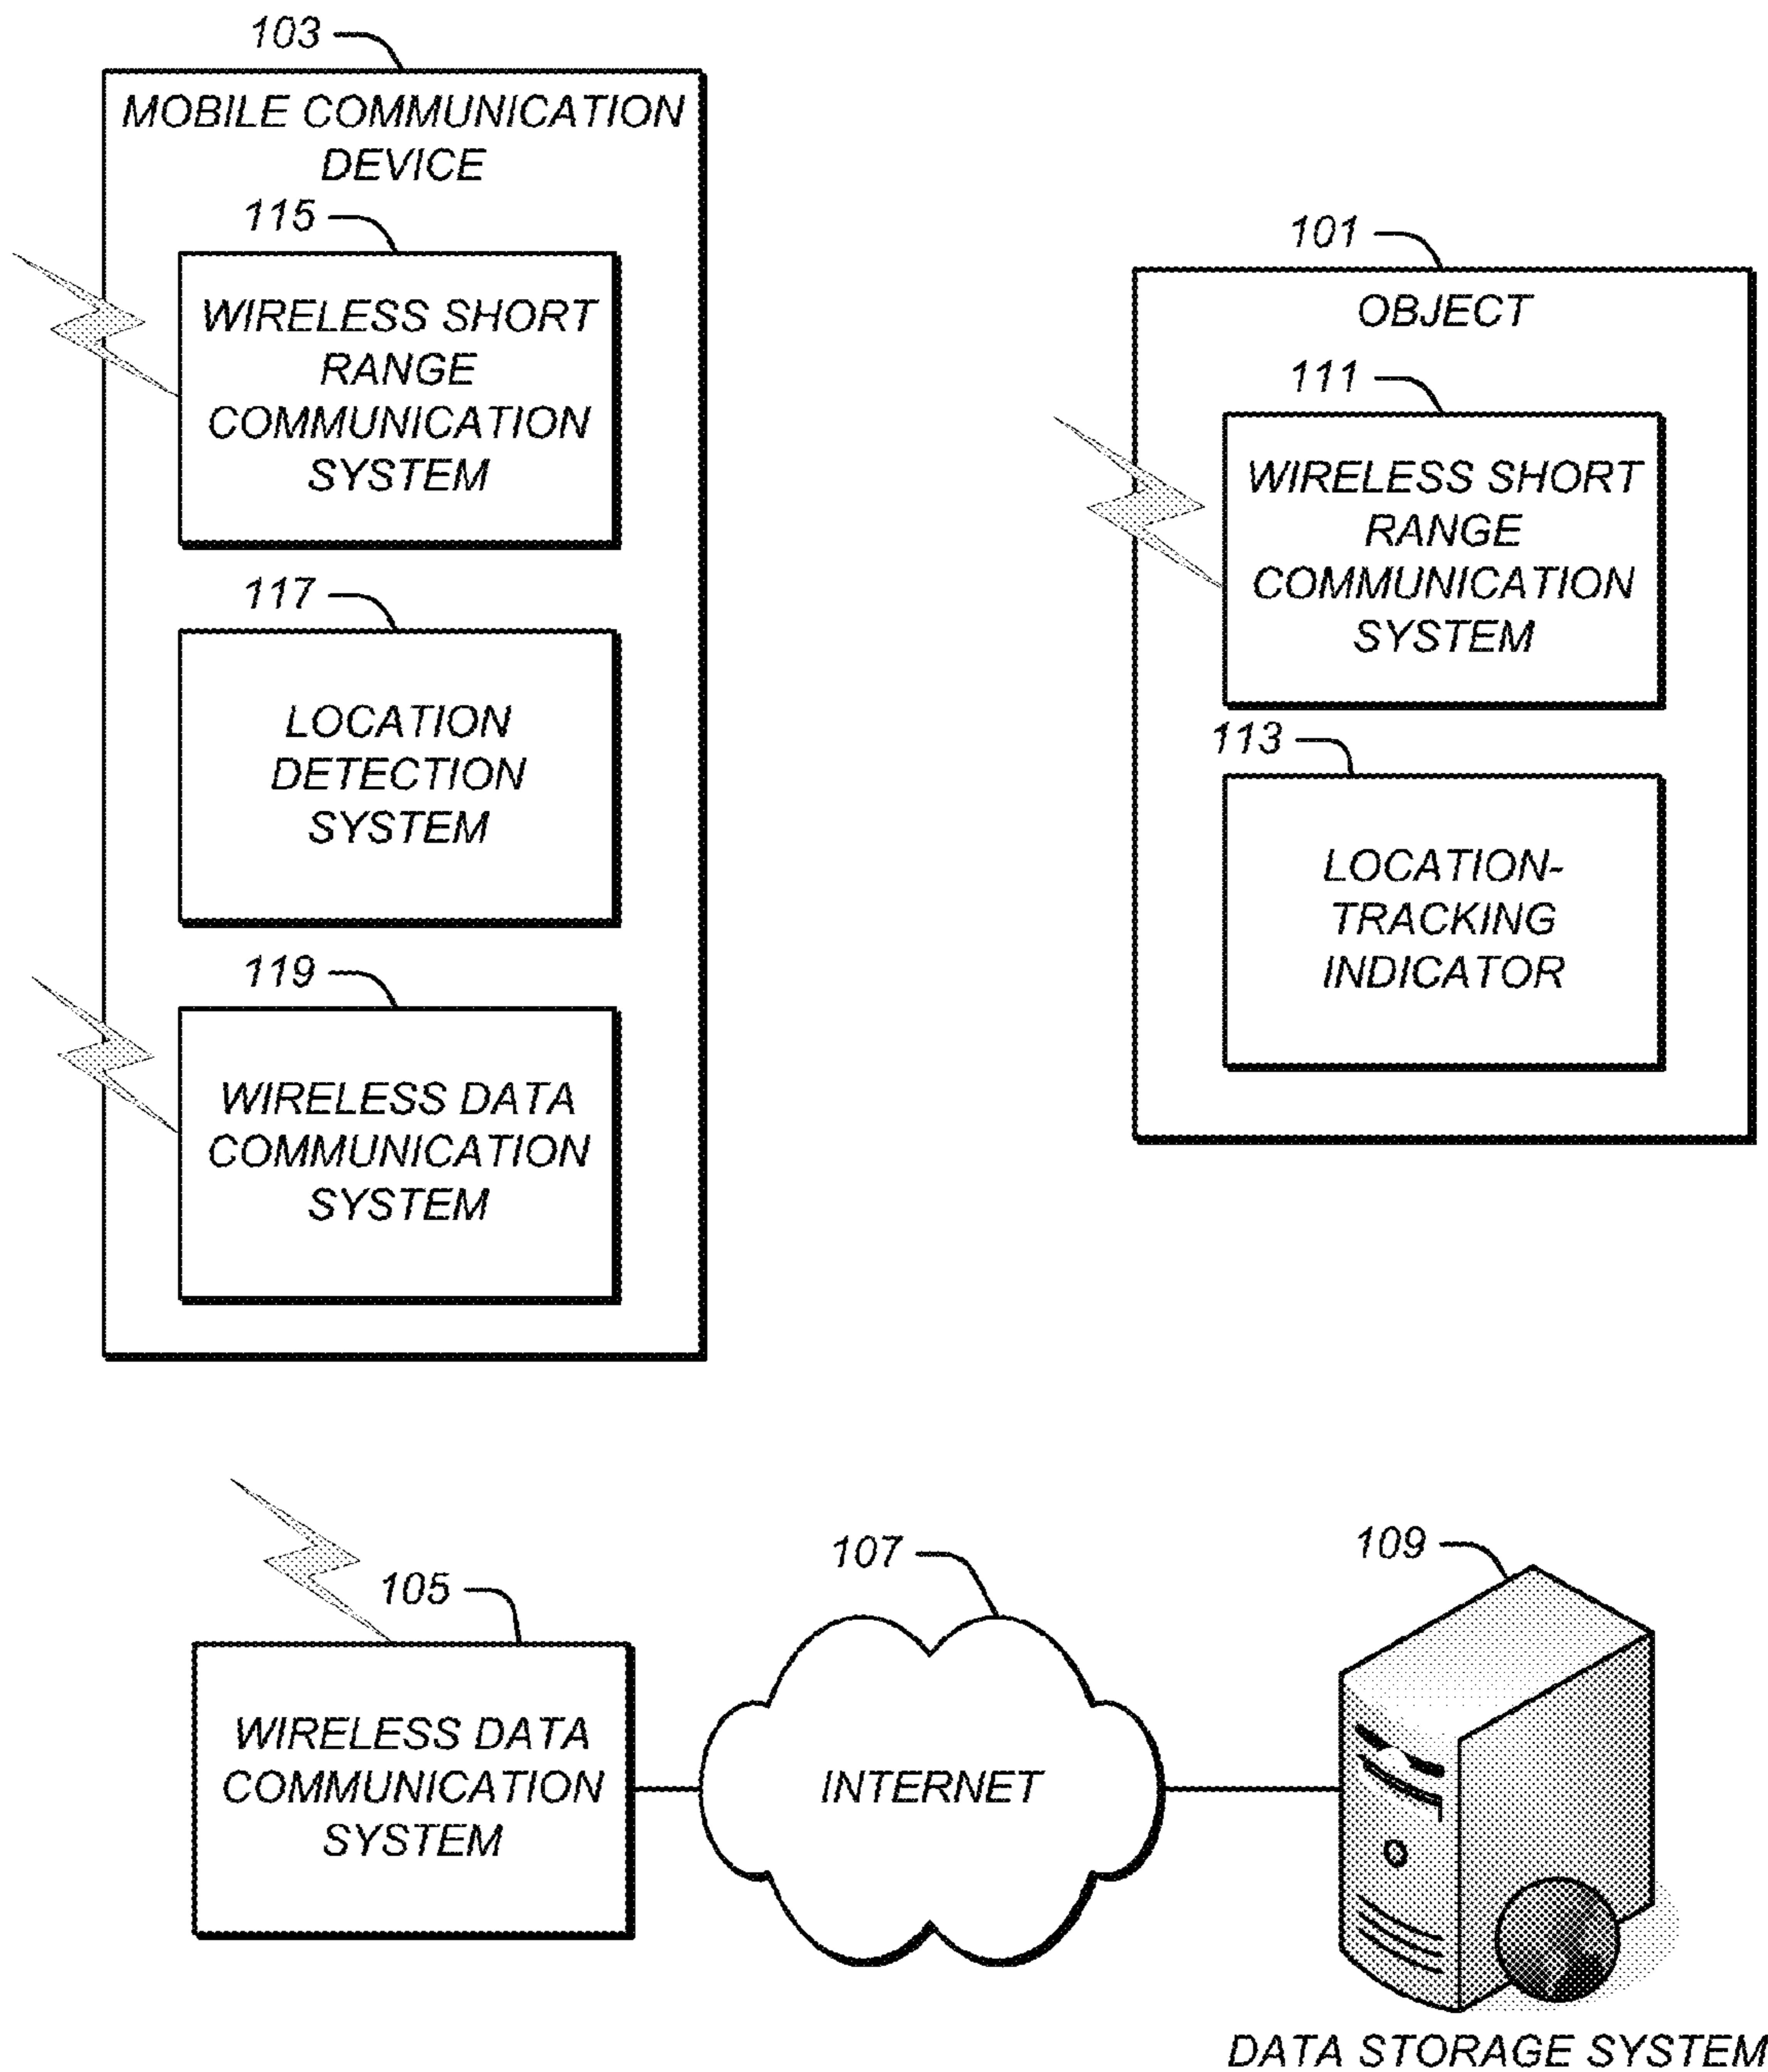 103
MOBILE COMMUNICATION
DEVICE
115
WIRELESS SHORT
RANGE
COMMUNICATION
SYSTEM
117
LOCATION
DETECTION
SYSTEM
119
WIRELESS DATA
COMMUNICATION
SYSTEM
101
OBJECT
111
WIRELESS SHORT
RANGE
COMMUNICATION
SYSTEM
113
LOCATION-
TRACKING
INDICATOR
105
WIRELESS DATA
COMMUNICATION
SYSTEM
107
INTERNET
109
DATA STORAGE SYSTEM